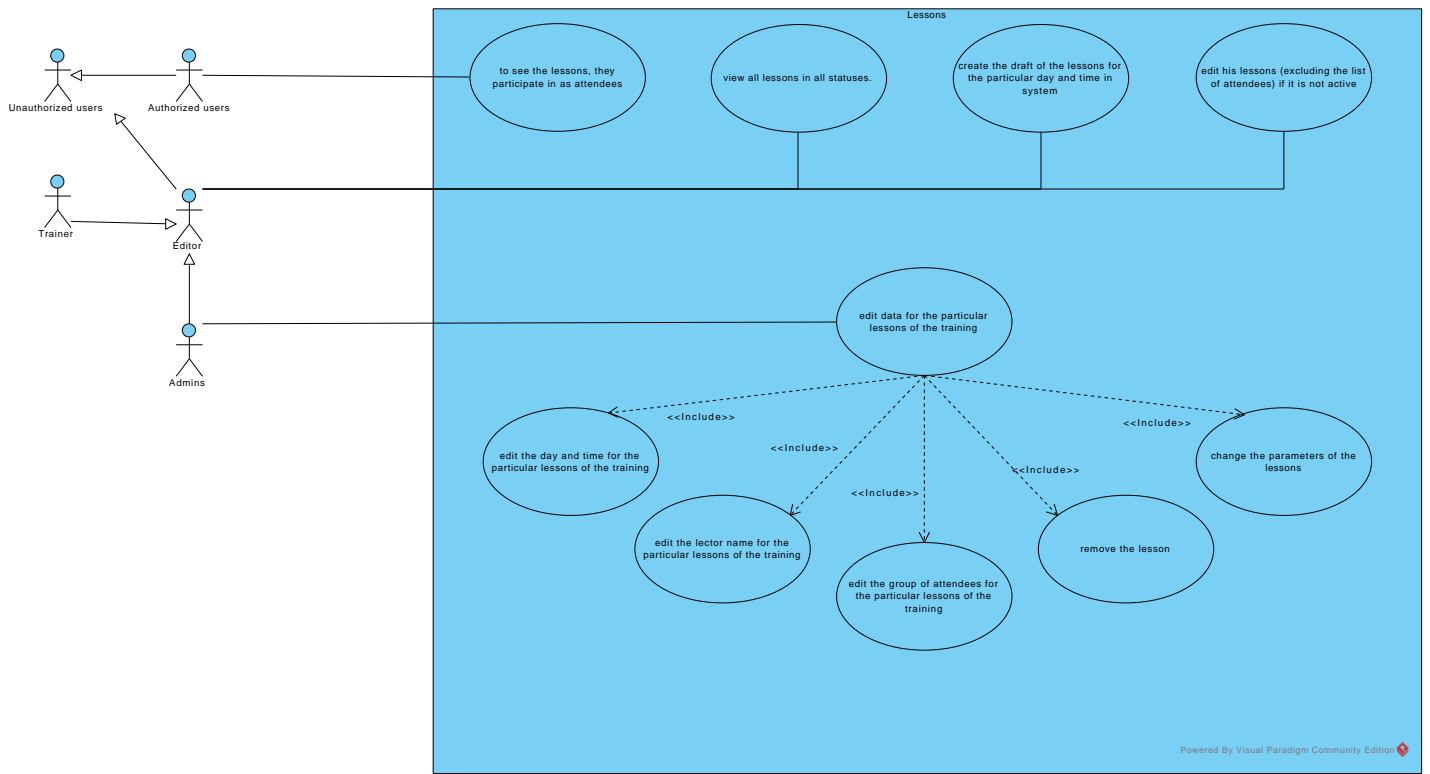 Lessons
to see the lessons, they
participate in as attendees
view all lessons in all statuses.
create the draft of the lessons for
the particular day and time in
system
edit his lessons (excluding the list
of attendees) if it is not active
Unauthorized users
Authorized users
Trainer
Editor
edit data for the particular
lessons of the training
Admins
<<Include>>
<<Include>>
<<Include>>
<<Include>>
<<Include>>
edit the day and time for the
particular lessons of the training
change the parameters of the
lessons
edit the lector name for the
particular lessons of the training
remove the lesson
edit the group of attendees for
the particular lessons of the
training
Powered By Visual Paradigm Community Edition